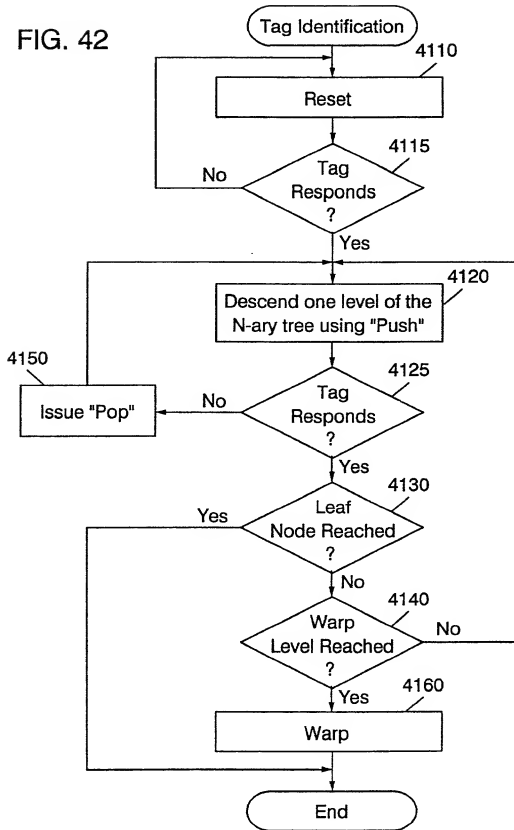 FIG. 42
Tag Identification
4110
Reset
4115
Tag
Responds
?
No
Yes
4120
Descend one level of the
N-ary tree using "Push"
4150
Issue "Pop"
4125
Tag
Responds
?
No
Yes
4130
Leaf
Node Reached
?
Yes
No
4140
Warp
Level Reached
?
No
Yes
4160
Warp
End